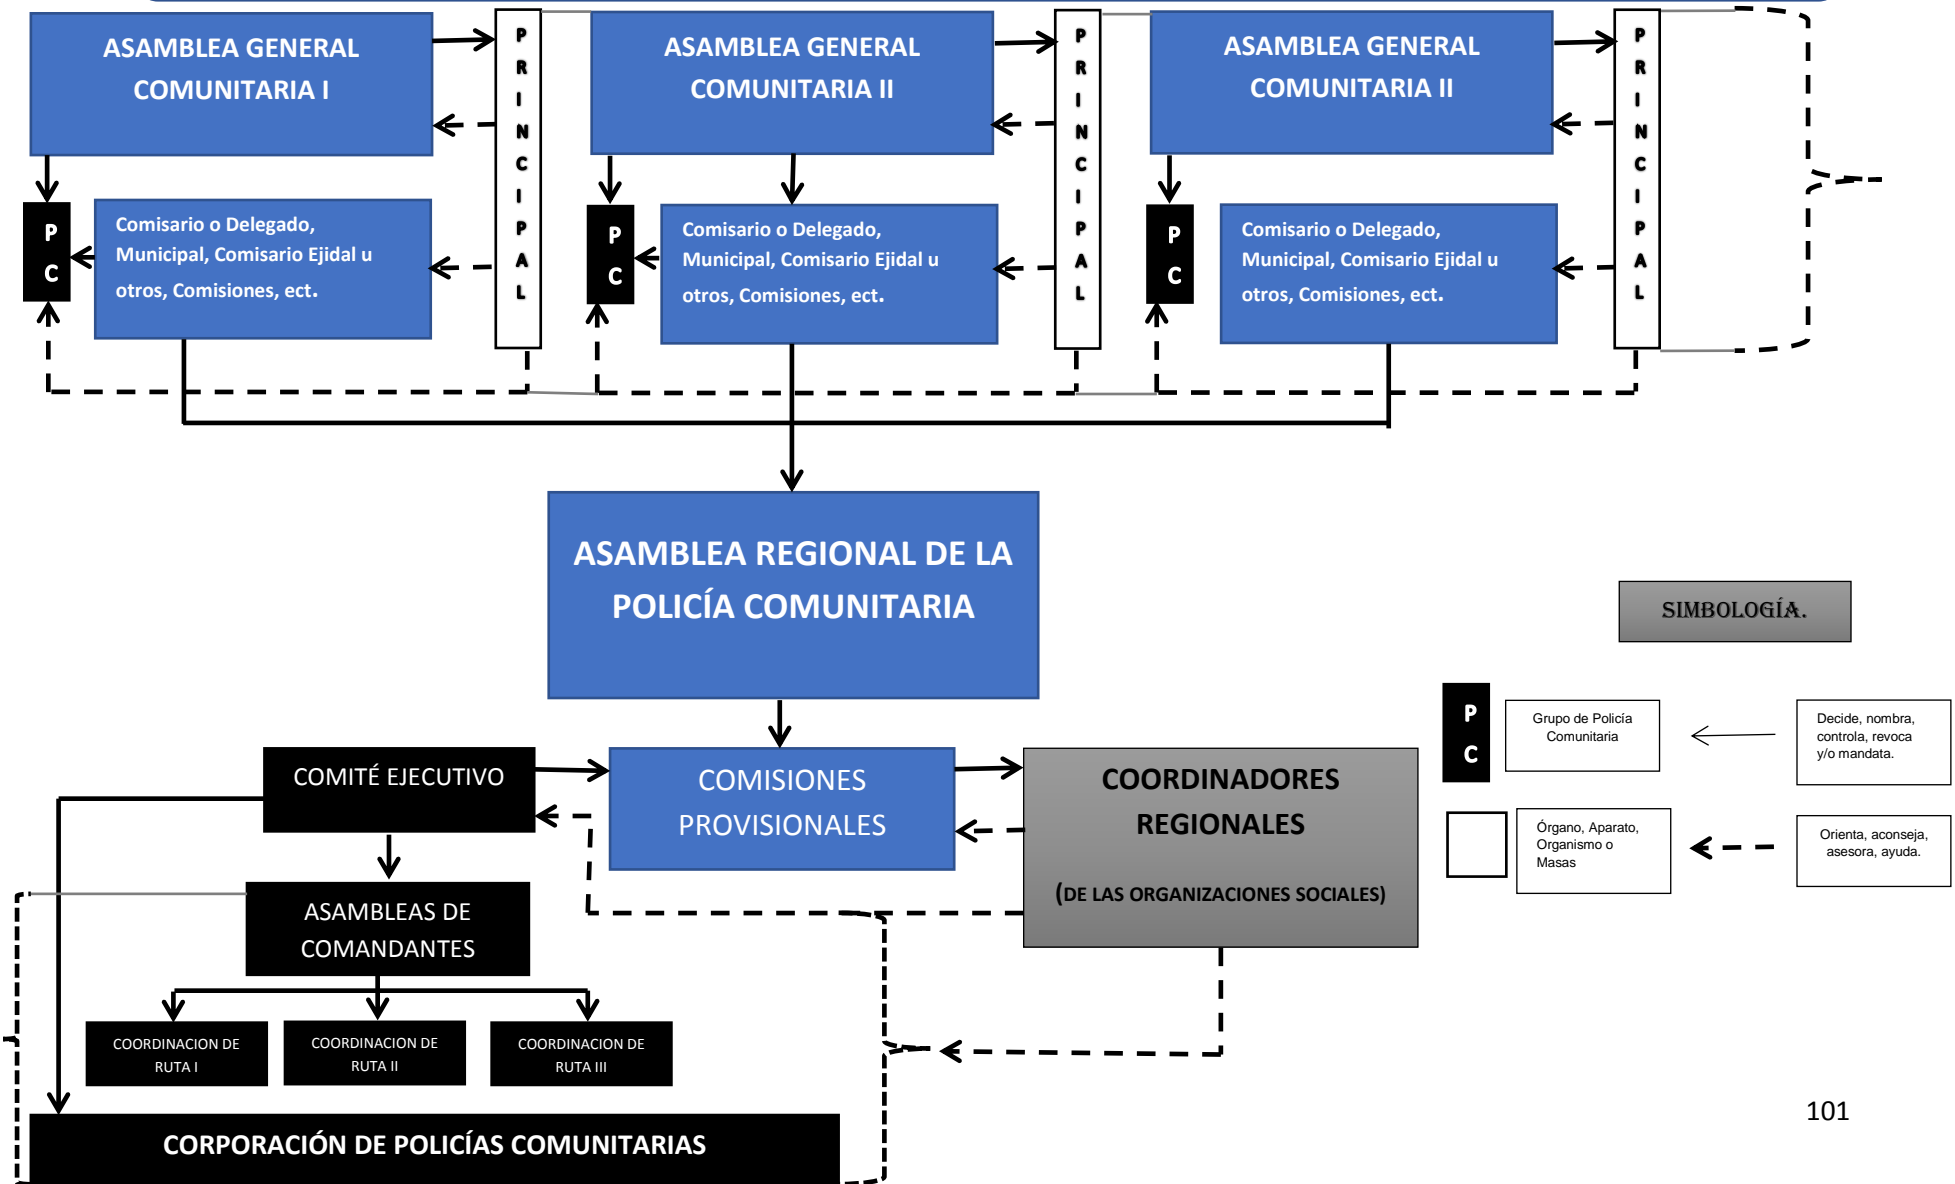 ASAMBLEA GENERAL
COMUNITARIA I
P
R
I
N
C
I
P
A
L
ASAMBLEA GENERAL
COMUNITARIA II
P
R
I
N
C
I
P
A
L
ASAMBLEA GENERAL
COMUNITARIA II
P
R
I
N
C
I
P
A
L
P
C
Comisario o Delegado,
Municipal, Comisario Ejidal u
otros, Comisiones, ect.
P
C
Comisario o Delegado,
Municipal, Comisario Ejidal u
otros, Comisiones, ect.
P
C
Comisario o Delegado,
Municipal, Comisario Ejidal u
otros, Comisiones, ect.
ASAMBLEA REGIONAL DE LA
POLICÍA COMUNITARIA
SIMBOLOGÍA.
P
C
Grupo de Policía
Comunitaria
Decide, nombra,
controla, revoca
y/o mandata.
Órgano, Aparato,
Organismo o
Masas
Orienta, aconseja,
asesora, ayuda.
COMITÉ EJECUTIVO
COMISIONES
PROVISIONALES
COORDINADORES
REGIONALES
(DE LAS ORGANIZACIONES SOCIALES)
ASAMBLEAS DE
COMANDANTES
COORDINACION DE
RUTA I
COORDINACION DE
RUTA II
COORDINACION DE
RUTA III
CORPORACIÓN DE POLICÍAS COMUNITARIAS
101